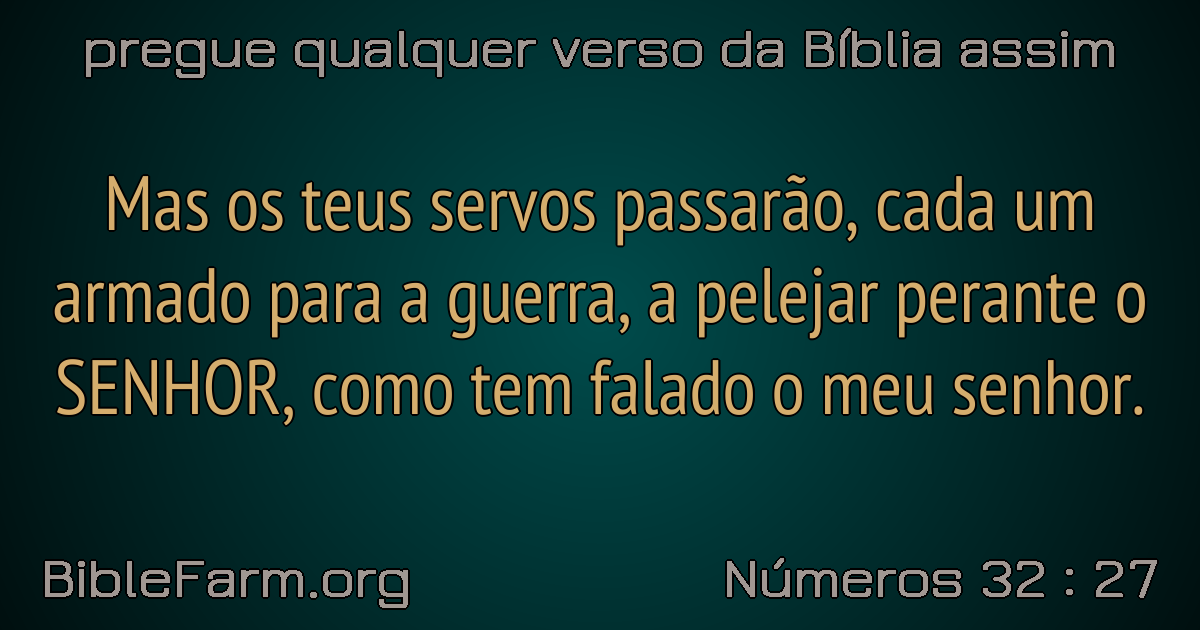 pregue qualquer verso da Bíblia assim
Mas os teus servos passarão, cada um
armado para a guerra, a pelejar perante o
SENHOR, como tem falado o meu senhor.
BibleFarm.org
Números 32 : 27